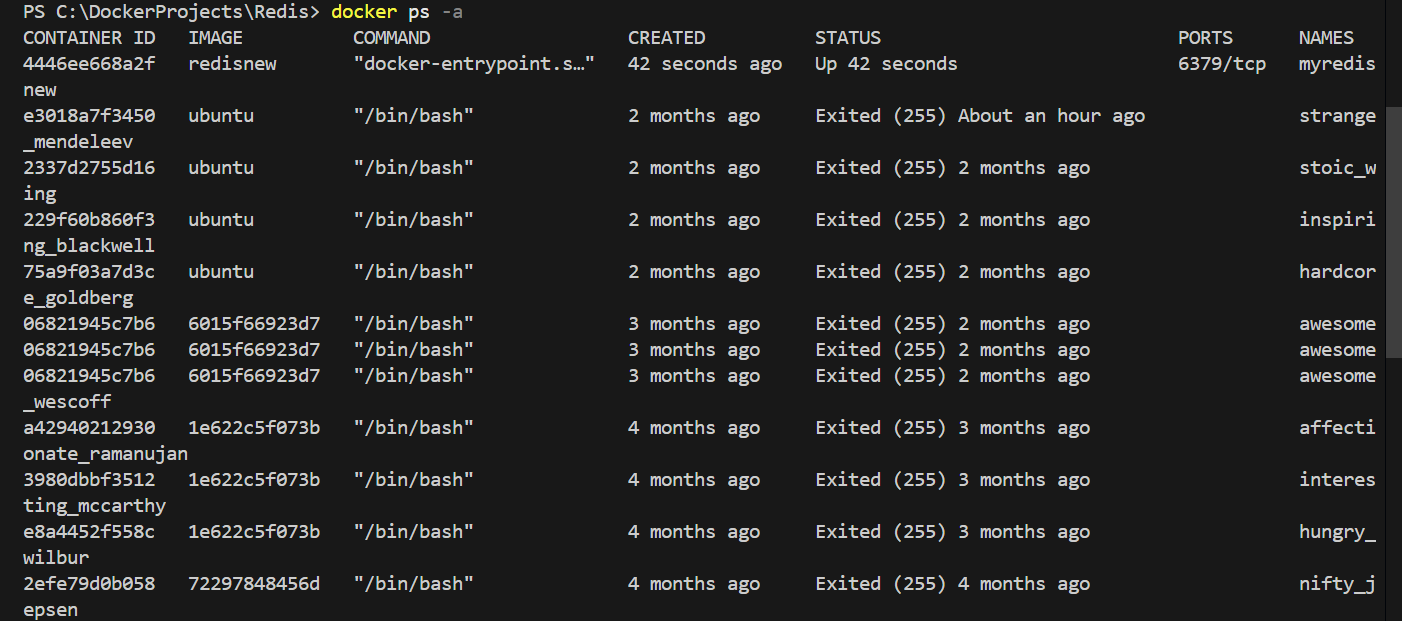 PS C:\DockerProjects\Redis> docker ps -a
CONTAINER ID   IMAGE          COMMAND                  CREATED          STATUS                           PORTS      NAMES
4446ee668a2f   redisnew       "docker-entrypoint.s…"   42 seconds ago   Up 42 seconds                    6379/tcp   myredis
new
e3018a7f3450   ubuntu         "/bin/bash"              2 months ago     Exited (255) About an hour ago              strange
_mendeleev
2337d2755d16   ubuntu         "/bin/bash"              2 months ago     Exited (255) 2 months ago                   stoic_w
ing
229f60b860f3   ubuntu         "/bin/bash"              2 months ago     Exited (255) 2 months ago                   inspiri
ng_blackwell
75a9f03a7d3c   ubuntu         "/bin/bash"              2 months ago     Exited (255) 2 months ago                   hardcor
e_goldberg
06821945c7b6   6015f66923d7   "/bin/bash"              3 months ago     Exited (255) 2 months ago                   awesome
06821945c7b6   6015f66923d7   "/bin/bash"              3 months ago     Exited (255) 2 months ago                   awesome
06821945c7b6   6015f66923d7   "/bin/bash"              3 months ago     Exited (255) 2 months ago                   awesome
_wescoff
a42940212930   1e622c5f073b   "/bin/bash"              4 months ago     Exited (255) 3 months ago                   affecti
onate_ramanujan
3980dbbf3512   1e622c5f073b   "/bin/bash"              4 months ago     Exited (255) 3 months ago                   interes
ting_mccarthy
e8a4452f558c   1e622c5f073b   "/bin/bash"              4 months ago     Exited (255) 3 months ago                   hungry_
wilbur
2efe79d0b058   72297848456d   "/bin/bash"              4 months ago     Exited (255) 4 months ago                   nifty_j
epsen